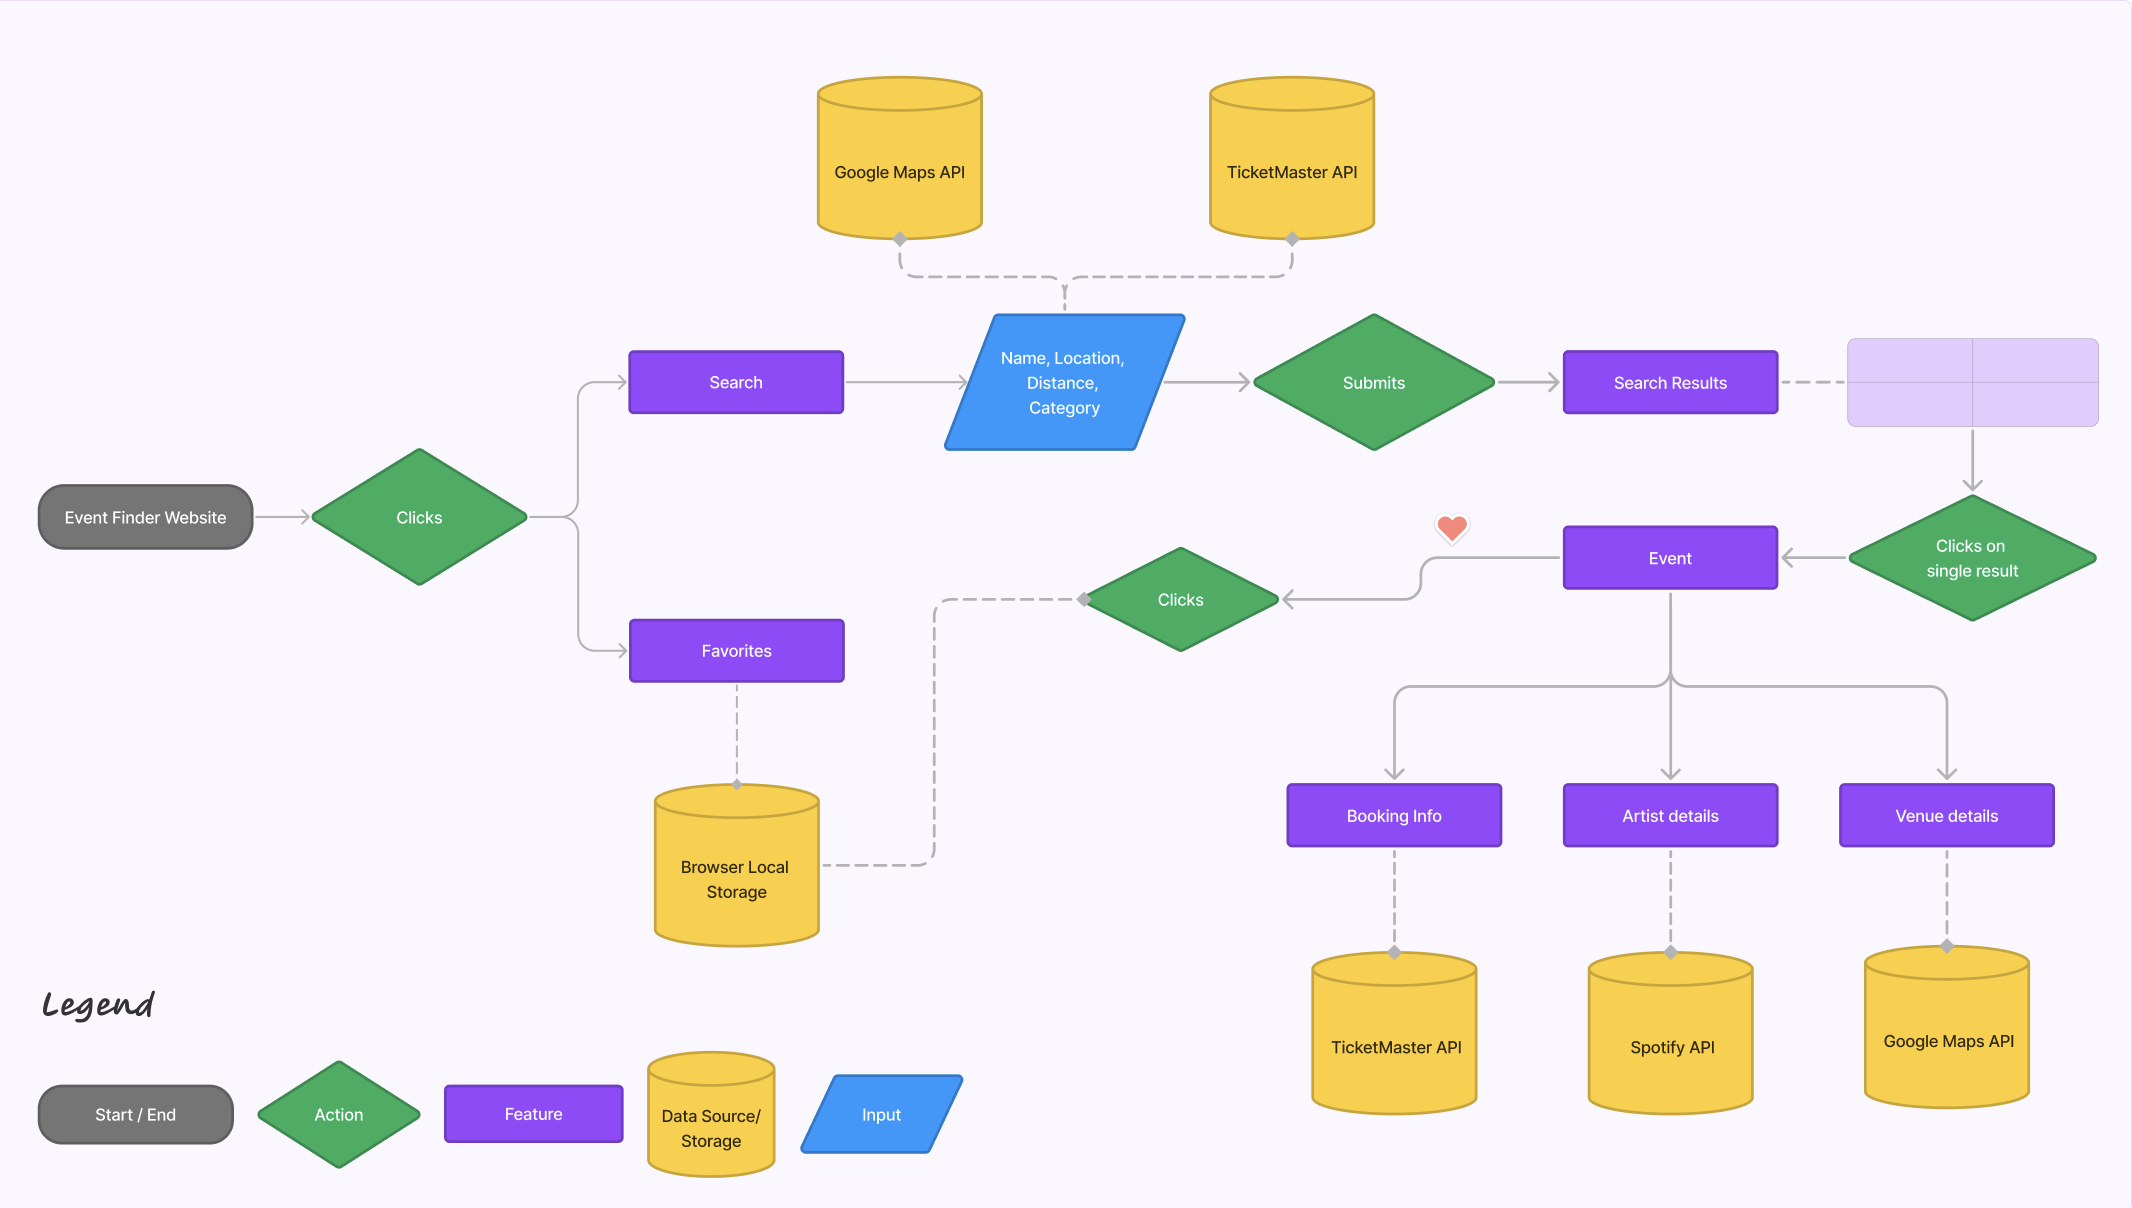 Google Maps API
TicketMaster API
Search
Name, Location,
Distance,
Category
Submits
Search Results
Event Finder Website
Clicks
Clicks
Event
Clicks on
single result
Favorites
Browser Local
Storage
Booking Info
Artist details
Venue details
TicketMaster API
Spotify API
Google Maps API
Legend
Start / End
Action
Feature
Data Source/
Storage
Input